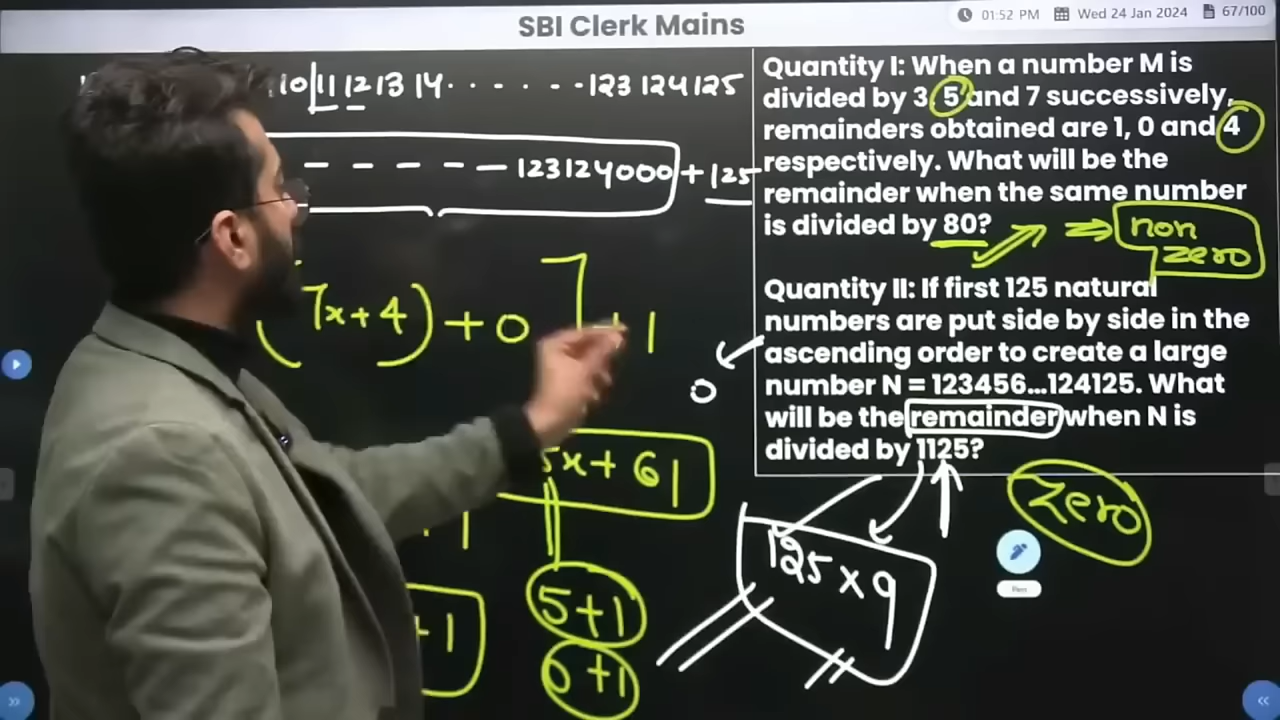 SBI Clerk Mains
01:52 PM Wed 24 Jan 2024 67/100
10 11 12 13 14 ······· 123 124 125
Quantity I: When a number M is
divided by 3, 5 and 7 successively,
remainders obtained are 1, 0 and 4
respectively. What will be the
remainder when the same number
is divided by 80?
non
zero
— — — — — 123124000 + 125
7x+4) + 0 ] + 1
Quantity II: If first 125 natural
numbers are put side by side in the
ascending order to create a large
number N = 123456...124125. What
will be the remainder when N is
divided by 1125?
0
5x + 61
zero
125 × 9
+ 1
5+1
+1
0+1
Pen